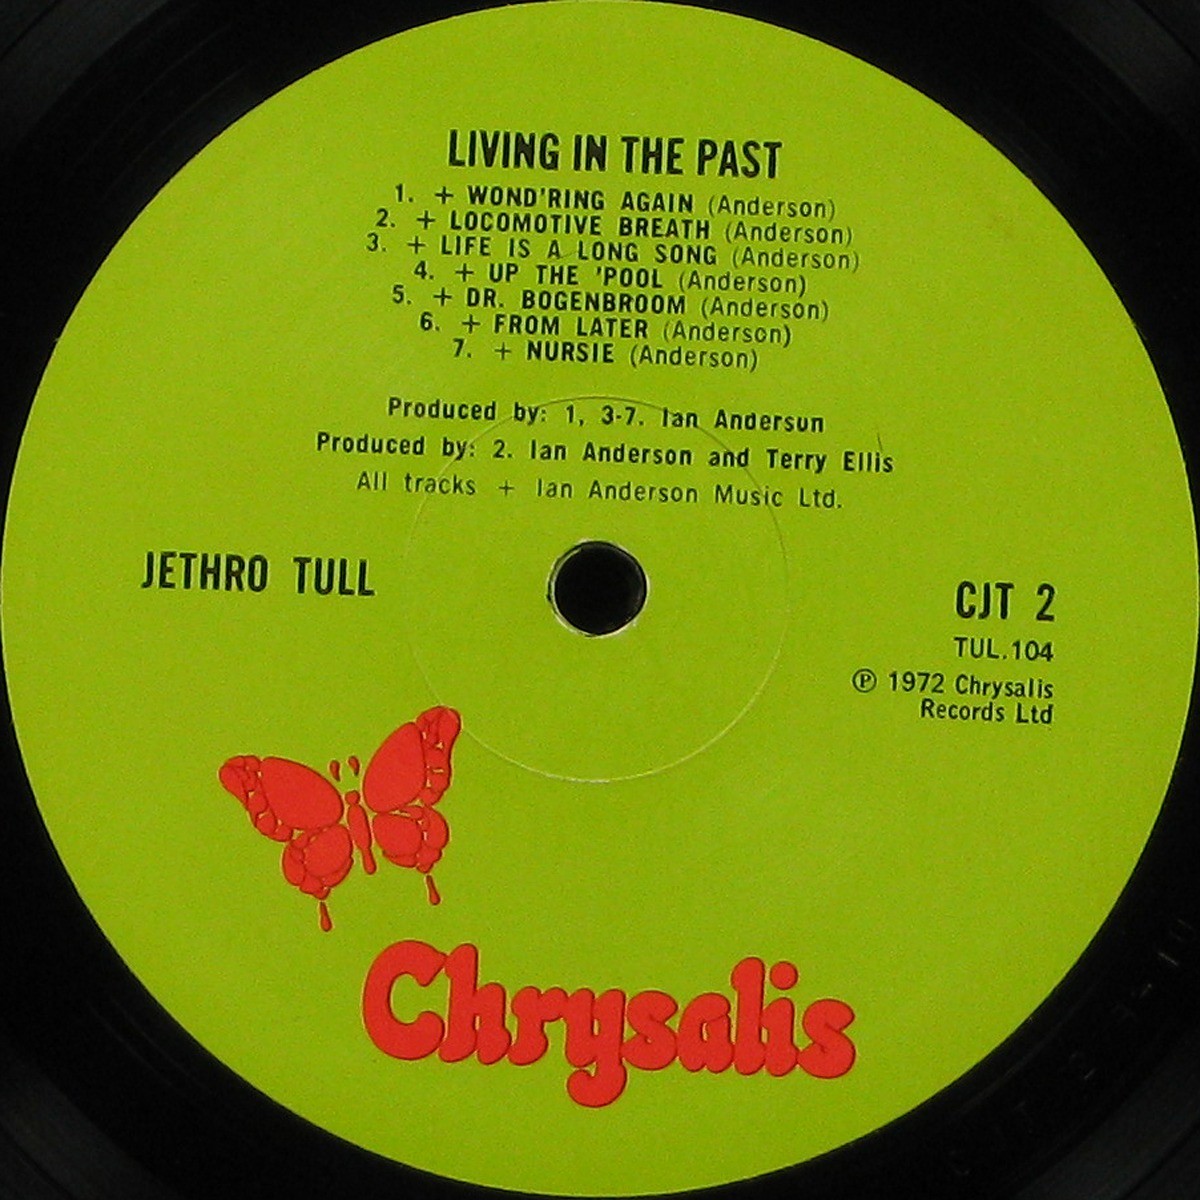 LIVING IN THE PAST
1. + WOND'RING AGAIN (Anderson)
2. + LOCOMOTIVE BREATH (Anderson)
3. + LIFE IS A LONG SONG (Anderson)
4. + UP THE 'POOL (Anderson)
5. + DR. BOGENBROOM (Anderson)
6. + FROM LATER (Anderson)
7. + NURSIE (Anderson)
Produced by: 1, 3-7. Ian Andersun
Produced by: 2. Ian Anderson and Terry Ellis
All tracks + Ian Anderson Music Ltd.
JETHRO TULL
CJT 2
TUL.104
℗ 1972 Chrysalis
Records Ltd
Chrysalis